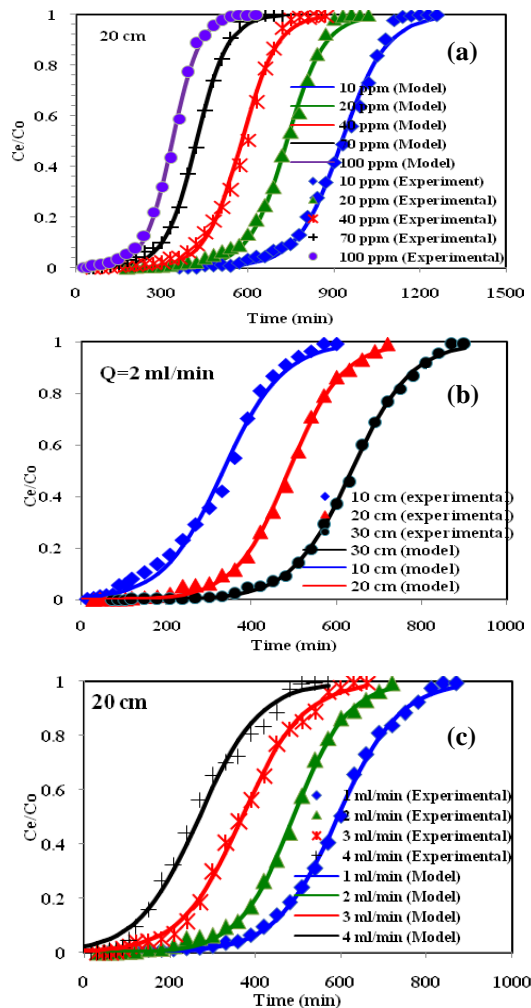 1
0.8
0.6
0.4
0.2
0
Ce/Co
20 cm
(a)
10 ppm (Model)
20 ppm (Model)
40 ppm (Model)
0 ppm (Model)
100 ppm (Model)
10 ppm (Experiment)
20 ppm (Experimental)
40 ppm (Experimental)
70 ppm (Experimental)
100 ppm (Experimental)
0 300 600 900 1200 1500
Time (min)
1
0.8
0.6
0.4
0.2
0
Ce/Co
Q=2 ml/min
(b)
10 cm (experimental)
20 cm (experimental)
30 cm (experimental)
30 cm (model)
10 cm (model)
20 cm (model)
0 200 400 600 800 1000
Time (min)
1
0.8
0.6
0.4
0.2
0
Ce/Co
20 cm
(c)
1 ml/min (Experimental)
2 ml/min (Experimental)
3 ml/min (Experimental)
4 ml/min (Experimental)
1 ml/min (Model)
2 ml/min (Model)
3 ml/min (Model)
4 ml/min (Model)
0 200 400 600 800 1000
Time (min)